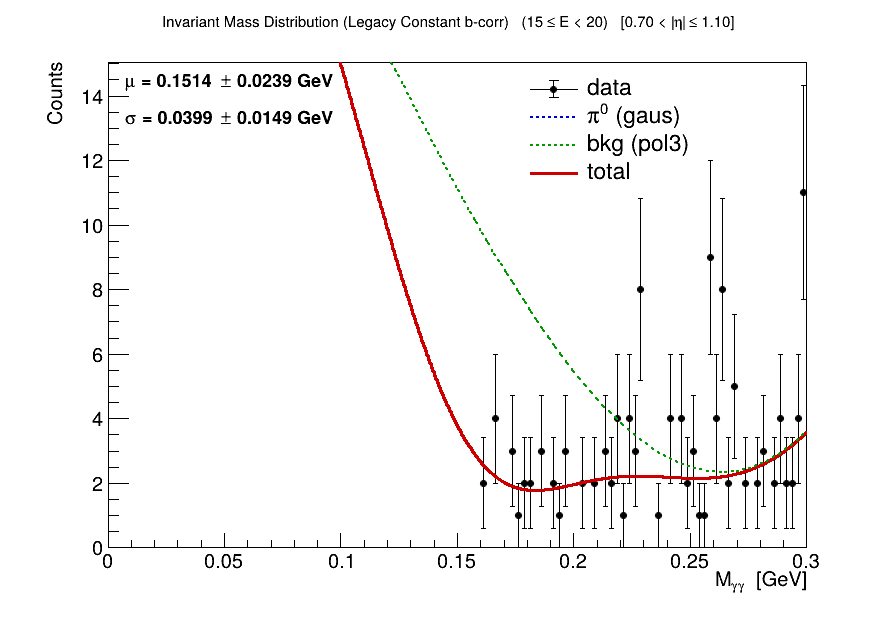 Invariant Mass Distribution (Legacy Constant b-corr) (15 ≤ E < 20) [0.70 < |η| ≤ 1.10]
Counts
μ = 0.1514 ± 0.0239 GeV
σ = 0.0399 ± 0.0149 GeV
data
π⁰ (gaus)
bkg (pol3)
total
14
12
10
8
6
4
2
0
0 0.05 0.1 0.15 0.2 0.25 0.3
Mγγ [GeV]